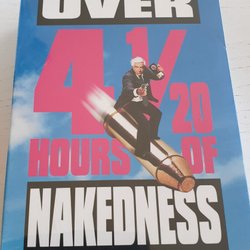 OVER
4 1/20
HOURS OF
NAKEDNESS